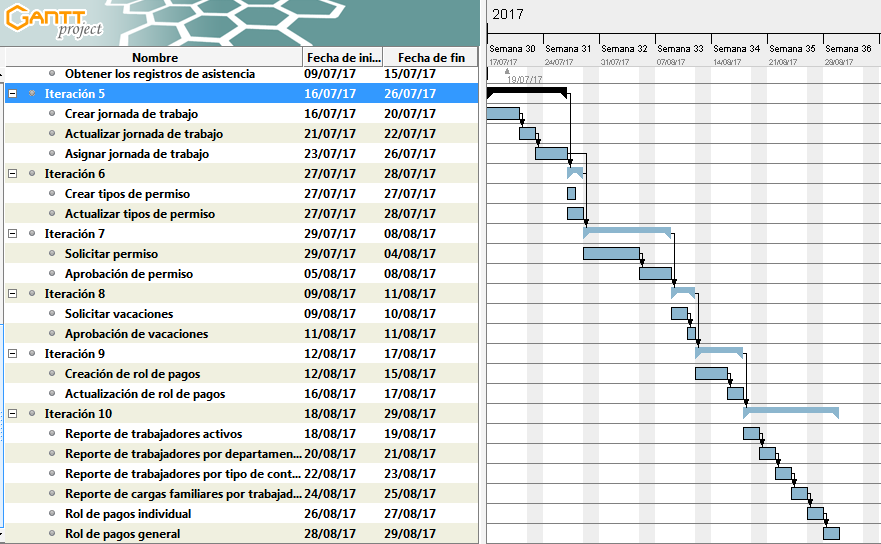 GANTT
project
2017
Nombre Fecha de ini... Fecha de fin
Semana 30 Semana 31 Semana 32 Semana 33 Semana 34 Semana 35 Semana 36
17/07/17 24/07/17 31/07/17 07/08/17 14/08/17 21/08/17 28/08/17
Obtener los registros de asistencia 09/07/17 15/07/17
19/07/17
Iteración 5 16/07/17 26/07/17
Crear jornada de trabajo 16/07/17 20/07/17
Actualizar jornada de trabajo 21/07/17 22/07/17
Asignar jornada de trabajo 23/07/17 26/07/17
Iteración 6 27/07/17 28/07/17
Crear tipos de permiso 27/07/17 27/07/17
Actualizar tipos de permiso 27/07/17 28/07/17
Iteración 7 29/07/17 08/08/17
Solicitar permiso 29/07/17 04/08/17
Aprobación de permiso 05/08/17 08/08/17
Iteración 8 09/08/17 11/08/17
Solicitar vacaciones 09/08/17 10/08/17
Aprobación de vacaciones 11/08/17 11/08/17
Iteración 9 12/08/17 17/08/17
Creación de rol de pagos 12/08/17 15/08/17
Actualización de rol de pagos 16/08/17 17/08/17
Iteración 10 18/08/17 29/08/17
Reporte de trabajadores activos 18/08/17 19/08/17
Reporte de trabajadores por departamen... 20/08/17 21/08/17
Reporte de trabajadores por tipo de cont... 22/08/17 23/08/17
Reporte de cargas familiares por trabajad... 24/08/17 25/08/17
Rol de pagos individual 26/08/17 27/08/17
Rol de pagos general 28/08/17 29/08/17